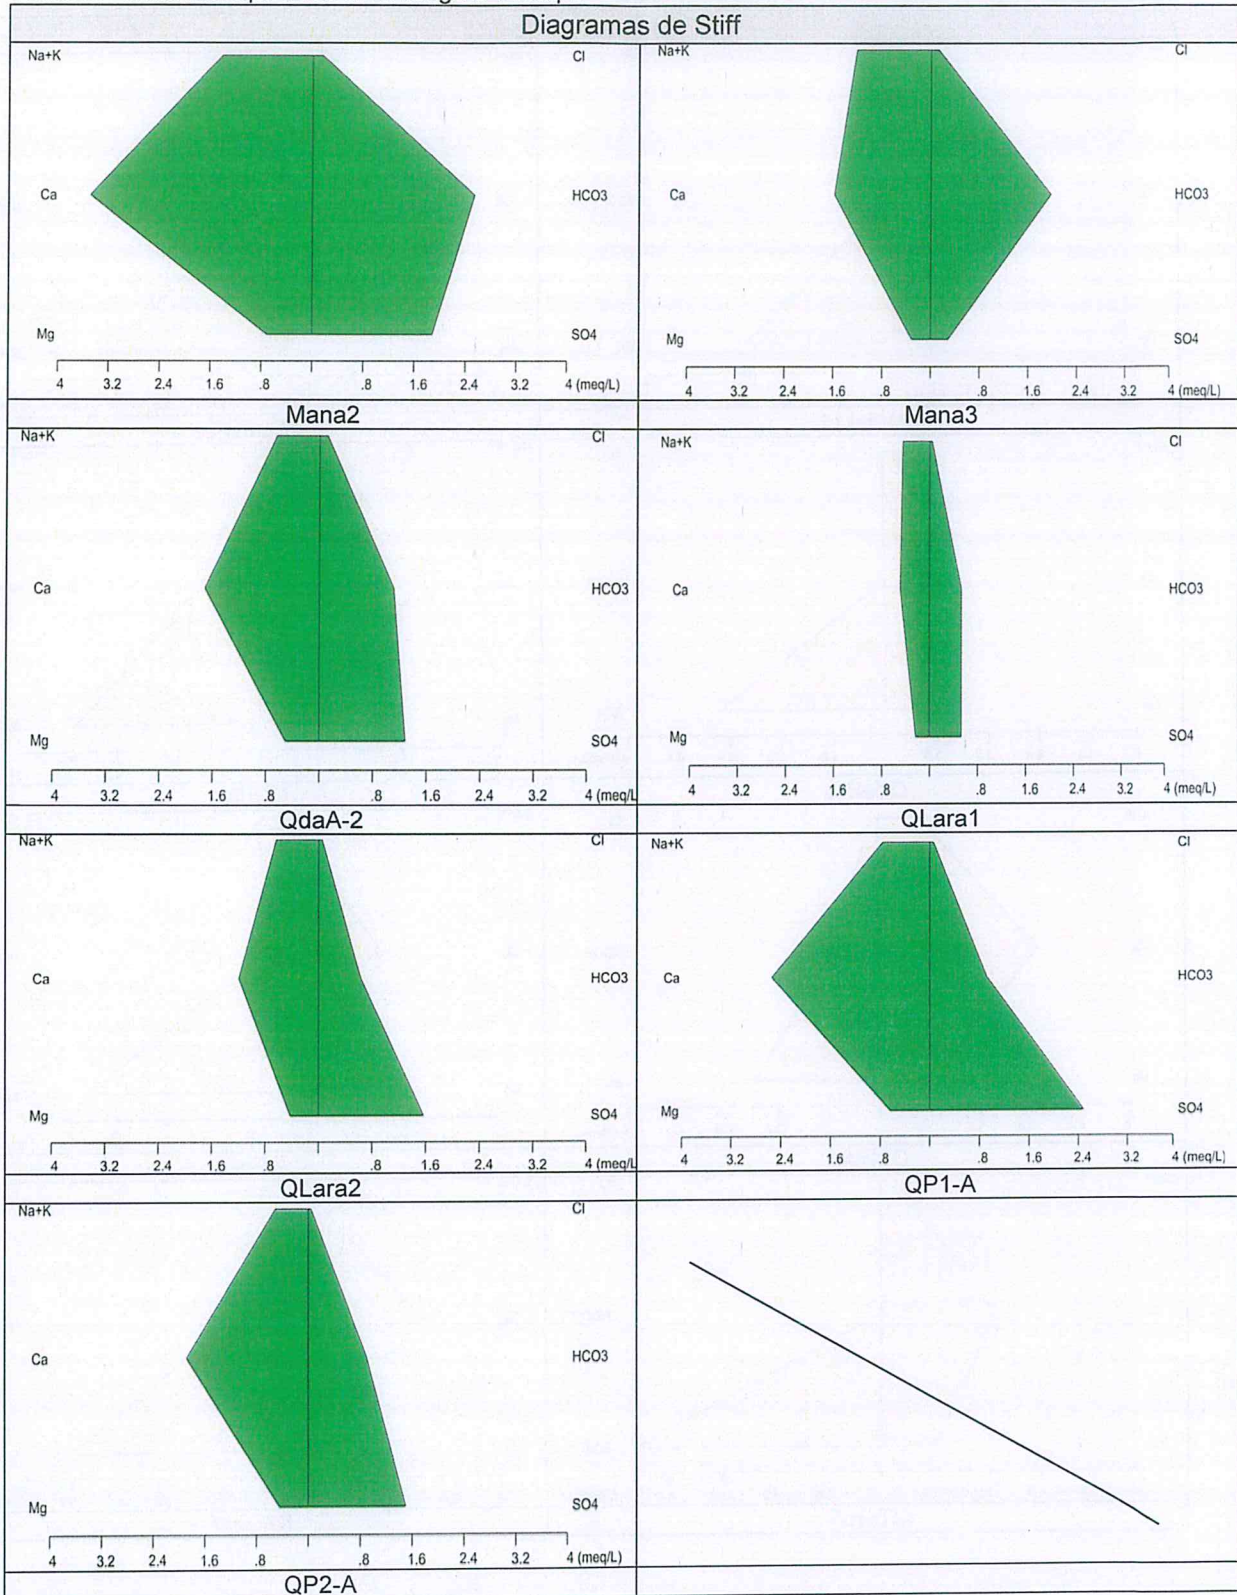 Diagramas de Stiff
Na+K Cl
Ca HCO3
Mg SO4
4 3.2 2.4 1.6 .8 .8 1.6 2.4 3.2 4 (meq/L)
Mana2
Na+K Cl
Ca HCO3
Mg SO4
4 3.2 2.4 1.6 .8 .8 1.6 2.4 3.2 4 (meq/L)
Mana3
Na+K Cl
Ca HCO3
Mg SO4
4 3.2 2.4 1.6 .8 .8 1.6 2.4 3.2 4 (meq/L
QdaA-2
Na+K Cl
Ca HCO3
Mg SO4
4 3.2 2.4 1.6 .8 .8 1.6 2.4 3.2 4 (meq/L)
QLara1
Na+K Cl
Ca HCO3
Mg SO4
4 3.2 2.4 1.6 .8 .8 1.6 2.4 3.2 4 (meq/L
QLara2
Na+K Cl
Ca HCO3
Mg SO4
4 3.2 2.4 1.6 .8 .8 1.6 2.4 3.2 4 (meq/L)
QP1-A
Na+K Cl
Ca HCO3
Mg SO4
4 3.2 2.4 1.6 .8 .8 1.6 2.4 3.2 4 (meq/L)
QP2-A